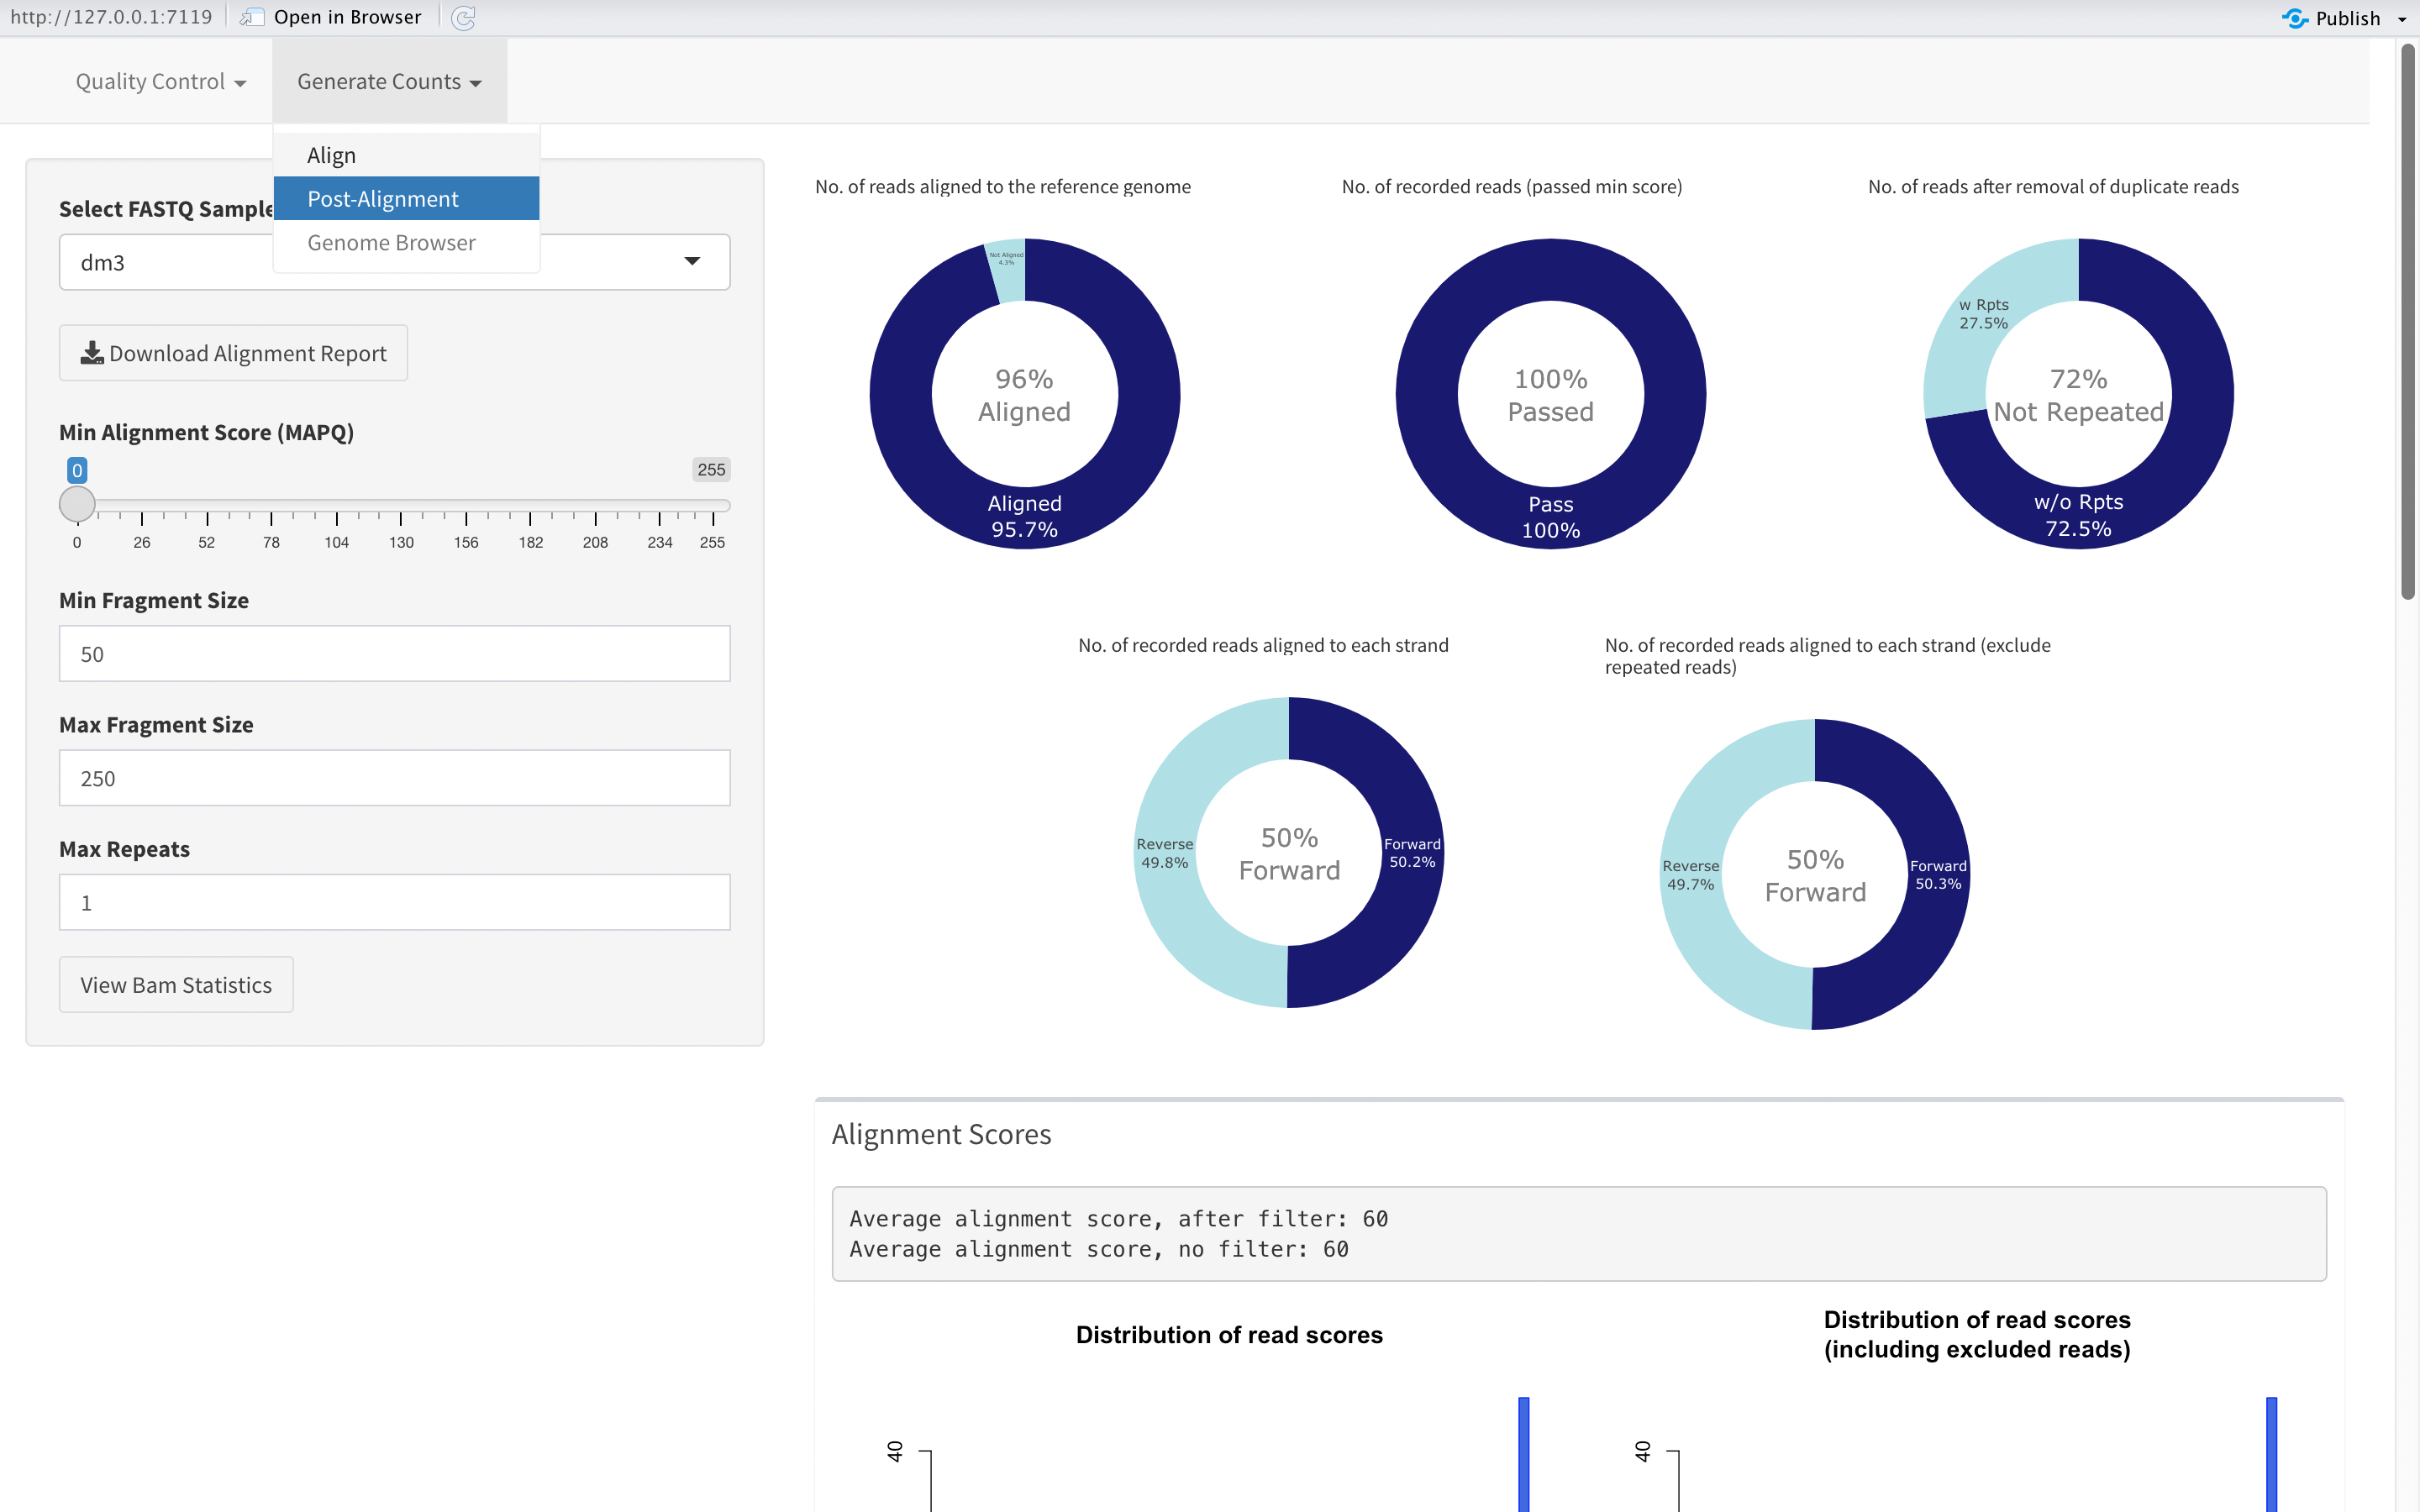 http://127.0.0.1:7119
Open in Browser
Publish
Quality Control
Generate Counts
Align
Post-Alignment
Genome Browser
Select FASTQ Sample
dm3
Download Alignment Report
Min Alignment Score (MAPQ)
0
255
0 26 52 78 104 130 156 182 208 234 255
Min Fragment Size
50
Max Fragment Size
250
Max Repeats
1
View Bam Statistics
No. of reads aligned to the reference genome
Not Aligned
4.3%
96%
Aligned
Aligned
95.7%
No. of recorded reads (passed min score)
100%
Passed
Pass
100%
No. of reads after removal of duplicate reads
w Rpts
27.5%
72%
Not Repeated
w/o Rpts
72.5%
No. of recorded reads aligned to each strand
Reverse
49.8%
50%
Forward
Forward
50.2%
No. of recorded reads aligned to each strand (exclude
repeated reads)
Reverse
49.7%
50%
Forward
Forward
50.3%
Alignment Scores
Average alignment score, after filter: 60
Average alignment score, no filter: 60
Distribution of read scores
40
Distribution of read scores
(including excluded reads)
40